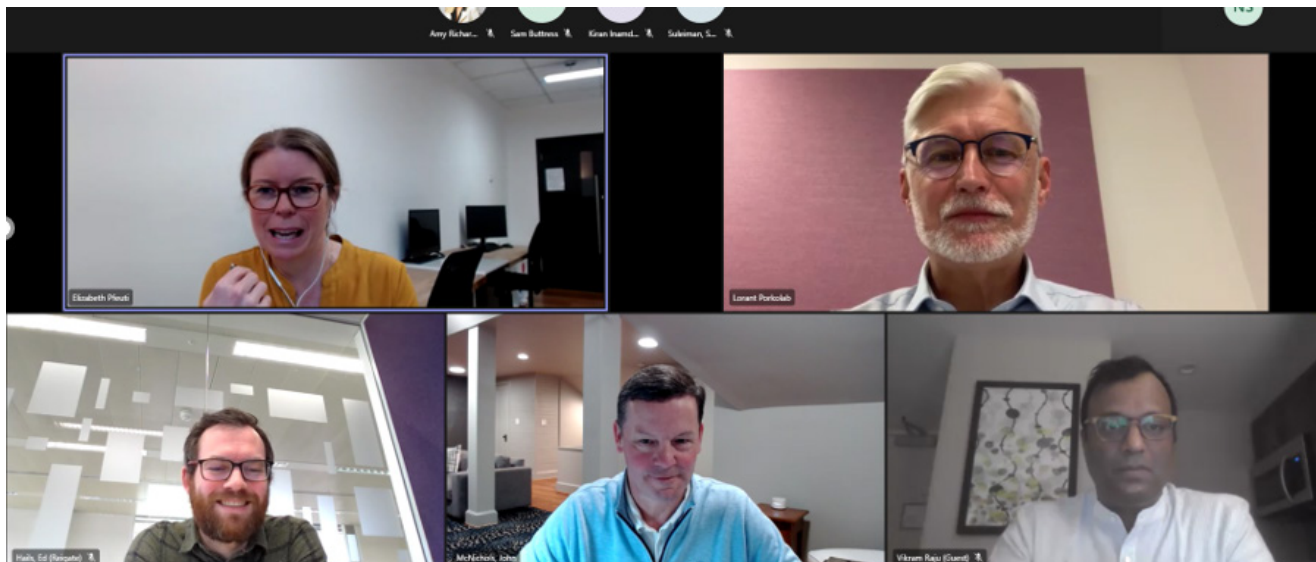 Amy Richar...
Sam Buttress
Kiran Inamd...
Suleiman, S...
NS
Elizabeth Pfeuti
Lorant Porkolab
Hails, Ed (Reigate)
McNichols, John
Vikram Raju (Guest)